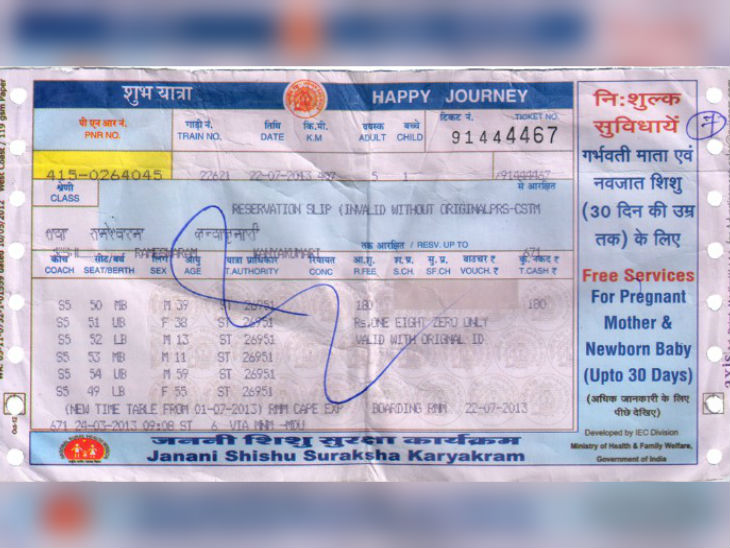 शुभ यात्रा HAPPY JOURNEY
पी एन आर नं. गाड़ी नं. तिथि कि.मी. वयस्क बच्चे टिकट नं. TICKET NO.
PNR NO. TRAIN NO. DATE K.M ADULT CHILD 91444467
415-0264045 22621 22-07-2013 5 1 /91444467
श्रेणी
CLASS
में आरक्षित
RESERVATION SLIP (INVALID WITHOUT ORIGINALPRS-CSTM
कन्याकुमारी
तक आरक्षित / RESV. UP TO
RAMESHARAM KANYAKUMARI 671
कोच सीट/बर्थ लिंग आयु यात्रा प्राधिकार रियायत आ.शु. स.प्र. सु.प्र. वाउचर ₹ कु. नकद ₹
COACH SEAT/BERTH SEX AGE T.AUTHORITY CONC R.FEE. S.CH. SF.CH VOUCH.₹ T.CASH ₹
S5 50 MB M 39 ST 26951 180 180
S5 51 UB F 38 ST 26951 Rs.ONE EIGHT ZERO ONLY
S5 52 LB M 13 ST 26951 VALID WITH ORIGNAL ID
S5 53 MB M 11 ST 26951
S5 54 UB M 59 ST 26951
S5 49 LB F 55 ST 26951
(NEW TIME TABLE FROM 01-07-2013) RMM CAPE EXP BOARDING RMM 22-07-2013
671 24-03-2013 09:08 ST 6 VIA MNM -MDU
जननी शिशु सुरक्षा कार्यक्रम
Janani Shishu Suraksha Karyakram
नि:शुल्क
सुविधायें
गर्भवती माता एवं
नवजात शिशु
(30 दिन की उम्र
तक) के लिए
Free Services
For Pregnant
Mother &
Newborn Baby
(Upto 30 Days)
(अधिक जानकारी के लिए
पीछे देखिए)
Developed by IEC Division
Ministry of Health & Family Welfare,
Government of India